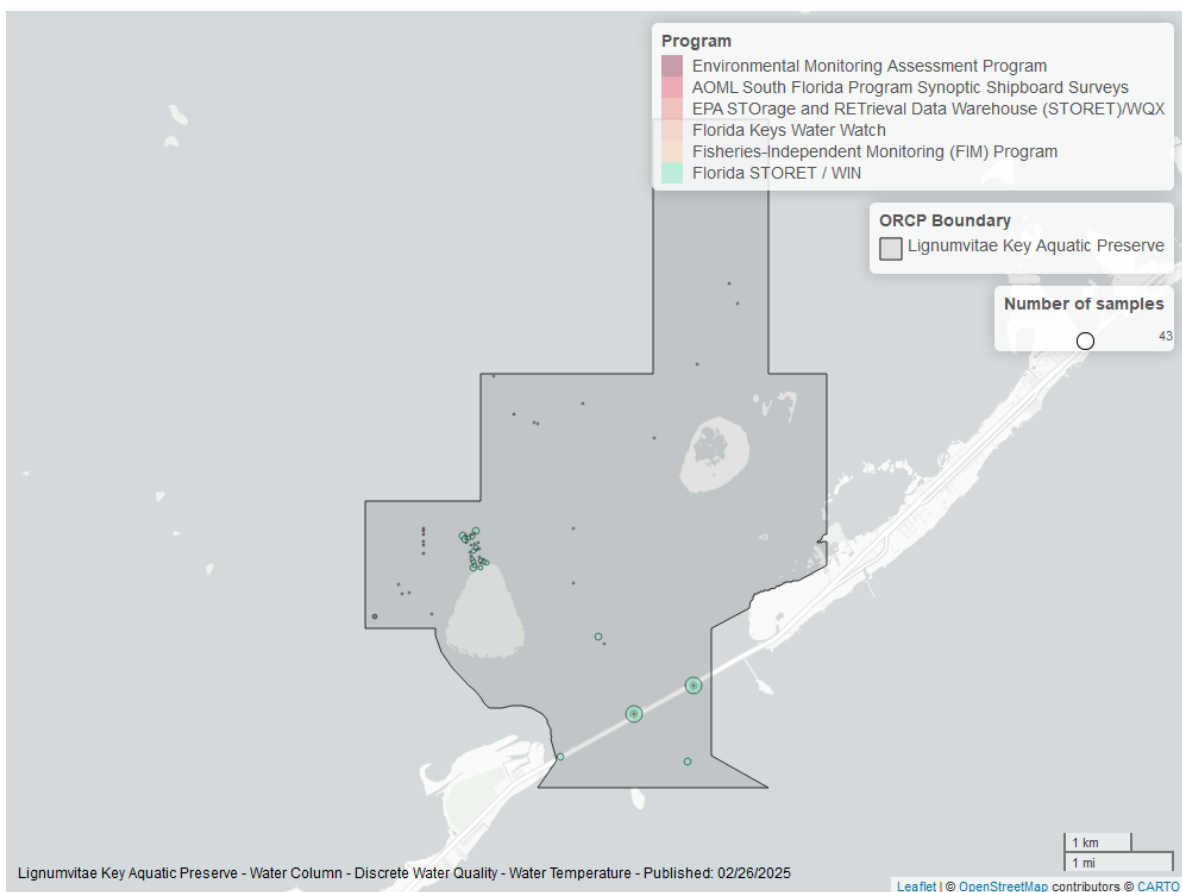 Program
Environmental Monitoring Assessment Program
AOML South Florida Program Synoptic Shipboard Surveys
EPA STOrage and RETrieval Data Warehouse (STORET)/WQX
Florida Keys Water Watch
Fisheries-Independent Monitoring (FIM) Program
Florida STORET / WIN
ORCP Boundary
Lignumvitae Key Aquatic Preserve
Number of samples
43
1 km
1 mi
Lignumvitae Key Aquatic Preserve - Water Column - Discrete Water Quality - Water Temperature - Published: 02/26/2025
Leaflet | © OpenStreetMap contributors © CARTO